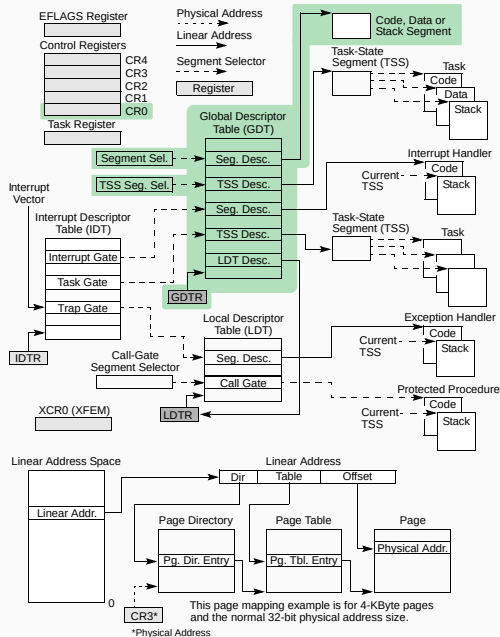 EFLAGS Register
Control Registers
CR4
CR3
CR2
CR1
CR0
Task Register
Physical Address
Linear Address
Segment Selector
Register
Code, Data or
Stack Segment
Task-State
Segment (TSS)
Task
Code
Data
Stack
Global Descriptor
Table (GDT)
Segment Sel.
Seg. Desc.
TSS Seg. Sel.
TSS Desc.
Seg. Desc.
TSS Desc.
LDT Desc.
GDTR
Interrupt Handler
Code
Current
TSS
Stack
Interrupt
Vector
Interrupt Descriptor
Table (IDT)
Interrupt Gate
Task Gate
Trap Gate
IDTR
Task-State
Segment (TSS)
Task
Code
Data
Stack
Local Descriptor
Table (LDT)
Seg. Desc.
Call Gate
Call-Gate
Segment Selector
LDTR
XCR0 (XFEM)
Exception Handler
Code
Current
TSS
Stack
Protected Procedure
Code
Current
TSS
Stack
Linear Address Space
Linear Addr.
0
Linear Address
Dir
Table
Offset
Page Directory
Pg. Dir. Entry
Page Table
Pg. Tbl. Entry
Page
Physical Addr.
CR3*
*Physical Address
This page mapping example is for 4-KByte pages
and the normal 32-bit physical address size.